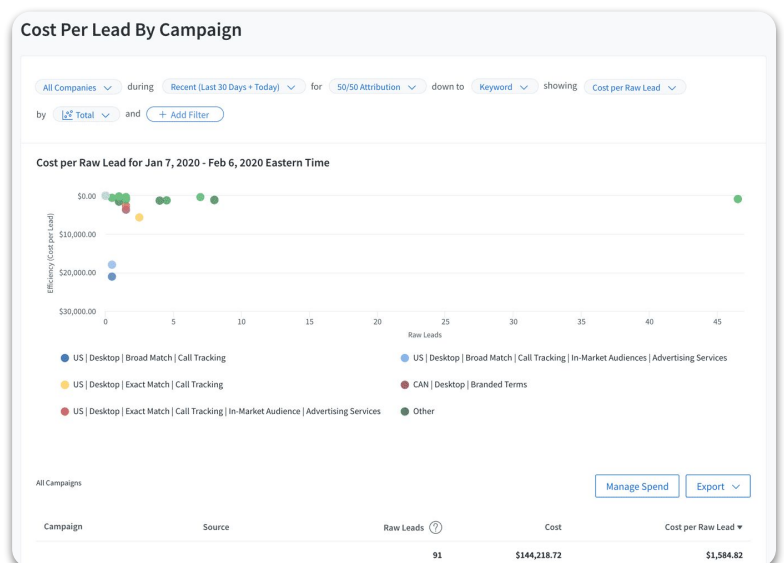 Cost Per Lead By Campaign
All Companies during Recent (Last 30 Days + Today) for 50/50 Attribution down to Keyword showing Cost per Raw Lead
by Total and + Add Filter
Cost per Raw Lead for Jan 7, 2020 - Feb 6, 2020 Eastern Time
Efficiency (Cost per Lead)
$0.00
$10,000.00
$20,000.00
$30,000.00
0 5 10 15 20 25 30 35 40 45
Raw Leads
US | Desktop | Broad Match | Call Tracking
US | Desktop | Broad Match | Call Tracking | In-Market Audiences | Advertising Services
US | Desktop | Exact Match | Call Tracking
CAN | Desktop | Branded Terms
US | Desktop | Exact Match | Call Tracking | In-Market Audience | Advertising Services
Other
All Campaigns
Manage Spend
Export
Campaign Source Raw Leads ? Cost Cost per Raw Lead ▼
91 $144,218.72 $1,584.82